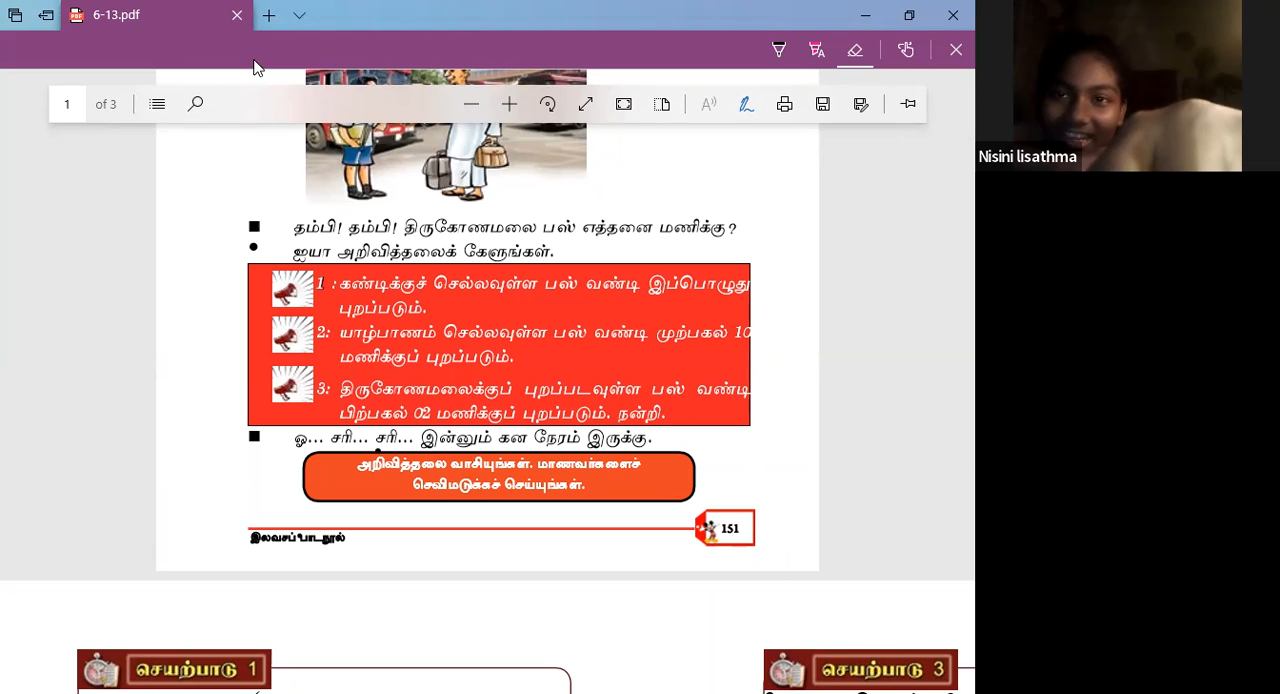 6-13.pdf
1 of 3
Nisini lisathma
தம்பி! தம்பி! திருகோணமலை பஸ் எத்தனை மணிக்கு?
ஐயா அறிவித்தலைக் கேளுங்கள்.
1 : கண்டிக்குச் செல்லவுள்ள பஸ் வண்டி இப்பொழுது
புறப்படும்.
2: யாழ்பாணம் செல்லவுள்ள பஸ் வண்டி முற்பகல் 10
மணிக்குப் புறப்படும்.
3: திருகோணமலைக்குப் புறப்படவுள்ள பஸ் வண்டி
பிற்பகல் 02 மணிக்குப் புறப்படும். நன்றி.
ஓ... சரி... சரி... இன்னும் கன நேரம் இருக்கு.
அறிவித்தலை வாசியுங்கள். மாணவர்களைச்
செவிமடுக்கச் செய்யுங்கள்.
151
இலவசப் பாடநூல்
செயற்பாடு 1
செயற்பாடு 3